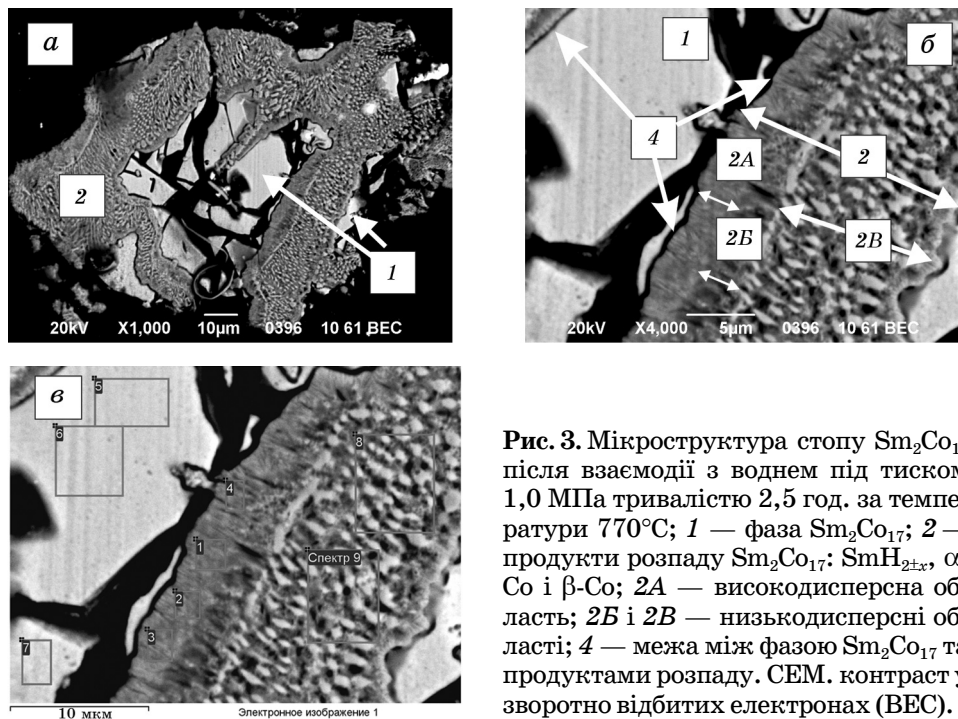 а
2
1
20kV X1,000 10µm 0396 10 61 BEC
б
1
4
2А
2
2Б
2В
20kV X4,000 5µm 0396 10 61 BEC
в
5
6
8
4
1
Спектр 9
2
3
7
10 мкм Электронное изображение 1
Рис. 3. Мікроструктура стопу Sm₂Co₁
після взаємодії з воднем під тиском
1,0 МПа тривалістю 2,5 год. за темпе
ратури 770°C; 1 — фаза Sm₂Co₁₇; 2 —
продукти розпаду Sm₂Co₁₇: SmH₂±ₓ, α
Co і β-Co; 2А — високодисперсна об
ласть; 2Б і 2В — низькодисперсні об
ласті; 4 — межа між фазою Sm₂Co₁₇ та
продуктами розпаду. СЕМ. контраст у
зворотно відбитих електронах (BEC).